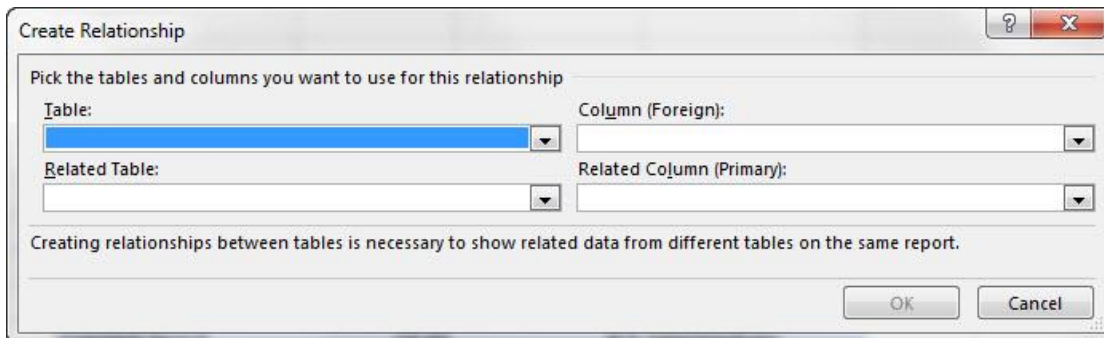 Create Relationship
?
Pick the tables and columns you want to use for this relationship
Table:
Column (Foreign):
Related Table:
Related Column (Primary):
Creating relationships between tables is necessary to show related data from different tables on the same report.
OK
Cancel